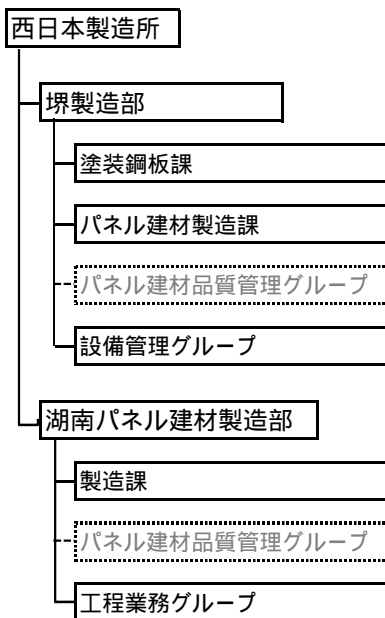 西日本製造所
堺製造部
塗装鋼板課
パネル建材製造課
パネル建材品質管理グループ
設備管理グループ
湖南パネル建材製造部
製造課
パネル建材品質管理グループ
工程業務グループ